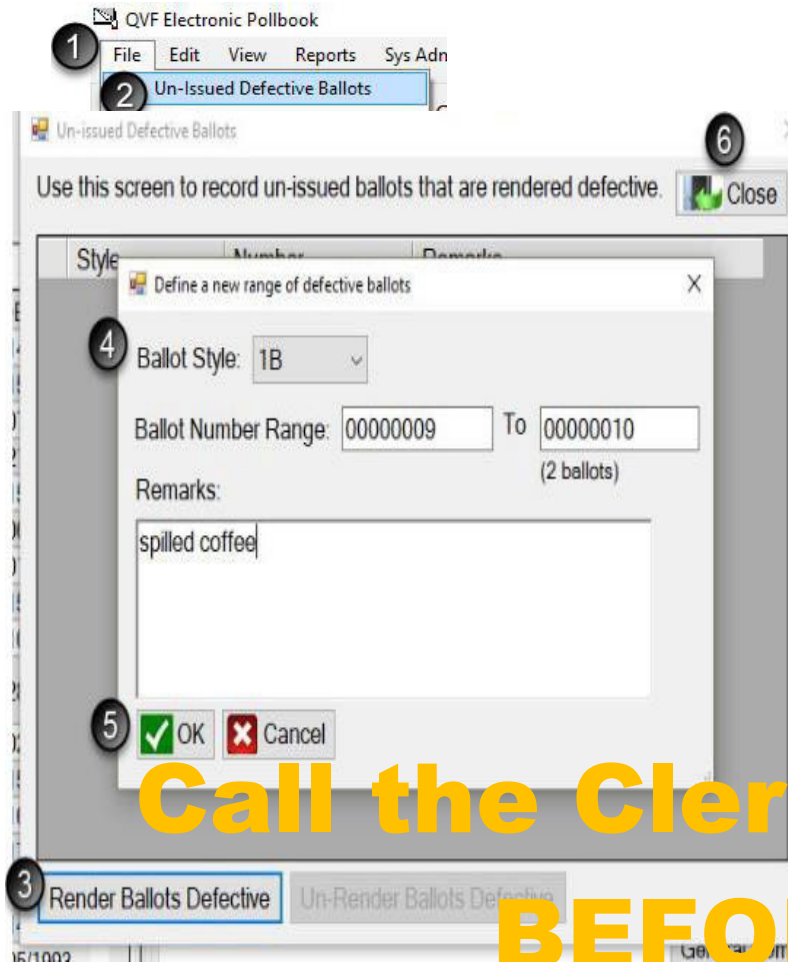 QVF Electronic Pollbook
1
File Edit View Reports Sys Adm
2 Un-Issued Defective Ballots
Un-issued Defective Ballots
6
Use this screen to record un-issued ballots that are rendered defective. Close
Style Number Remarks
Define a new range of defective ballots X
4 Ballot Style: 1B
Ballot Number Range: 00000009 To 00000010
(2 ballots)
Remarks:
spilled coffee
5 OK Cancel
Call the Cler
3 Render Ballots Defective Un-Render Ballots Defective
BEFO